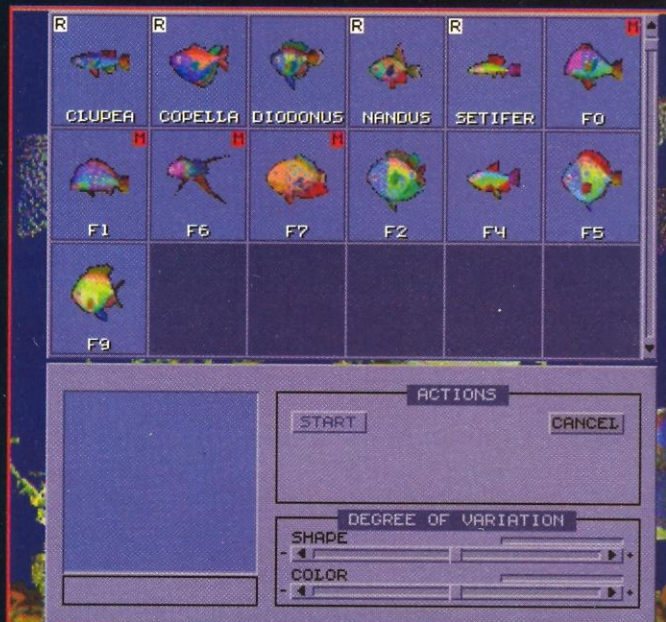 R R R R M
CLUPEA COPELLA DIODONUS NANDUS SETIFER F0
M M M
F1 F6 F7 F2 F4 F5
F9
ACTIONS
START CANCEL
DEGREE OF VARIATION
SHAPE
- +
COLOR
- +